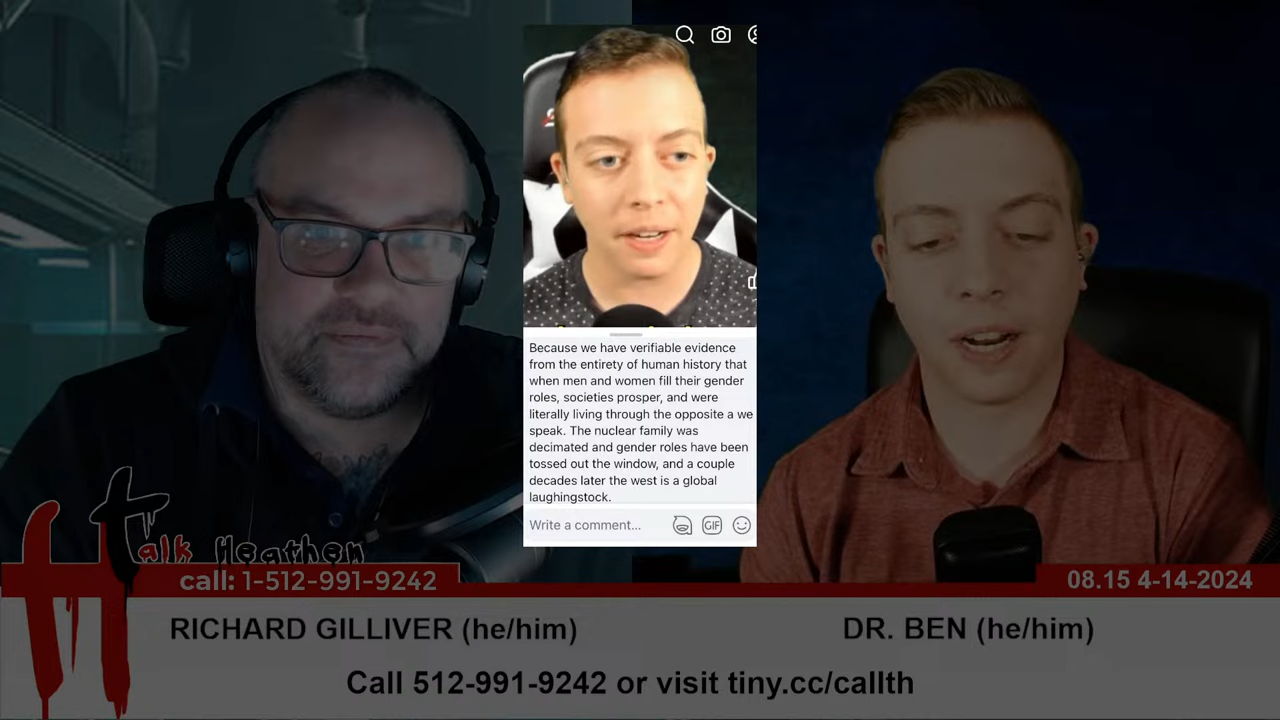 Because we have verifiable evidence
from the entirety of human history that
when men and women fill their gender
roles, societies prosper, and were
literally living through the opposite a we
speak. The nuclear family was
decimated and gender roles have been
tossed out the window, and a couple
decades later the west is a global
laughingstock.
Write a comment...
GIF
Talk Heathen
call: 1-512-991-9242
08.15 4-14-2024
RICHARD GILLIVER (he/him)
DR. BEN (he/him)
Call 512-991-9242 or visit tiny.cc/callth